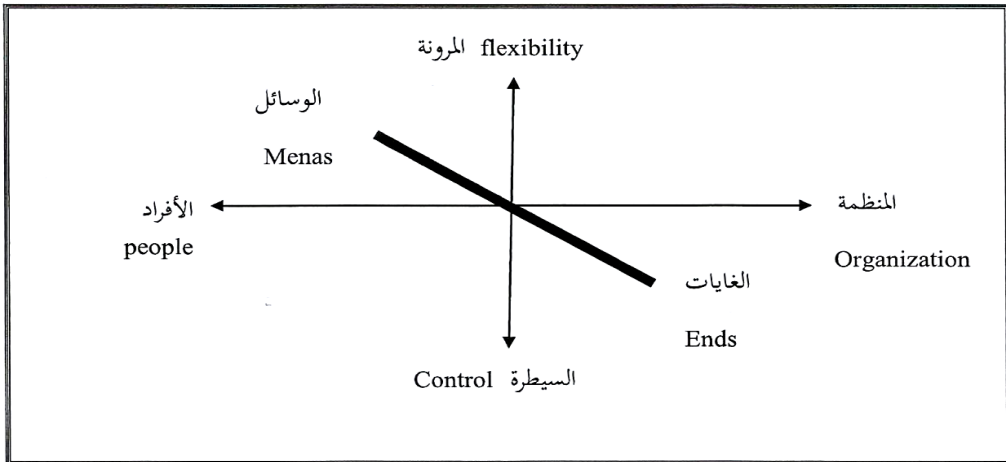 المرونة flexibility
الوسائل
Menas
الأفراد
people
المنظمة
Organization
الغايات
Ends
Control السيطرة